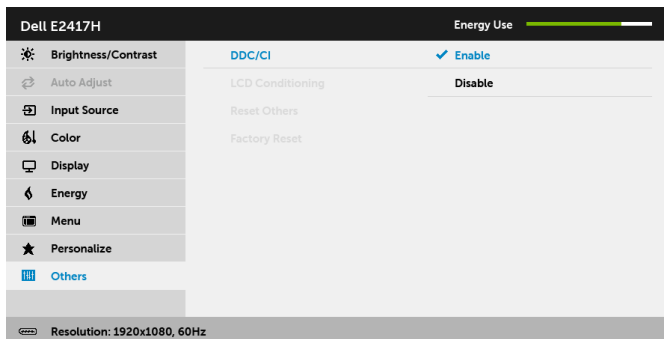 Dell E2417H
Energy Use
Brightness/Contrast
DDC/CI
Enable
Auto Adjust
LCD Conditioning
Disable
Input Source
Reset Others
Color
Factory Reset
Display
Energy
Menu
Personalize
Others
Resolution: 1920x1080, 60Hz